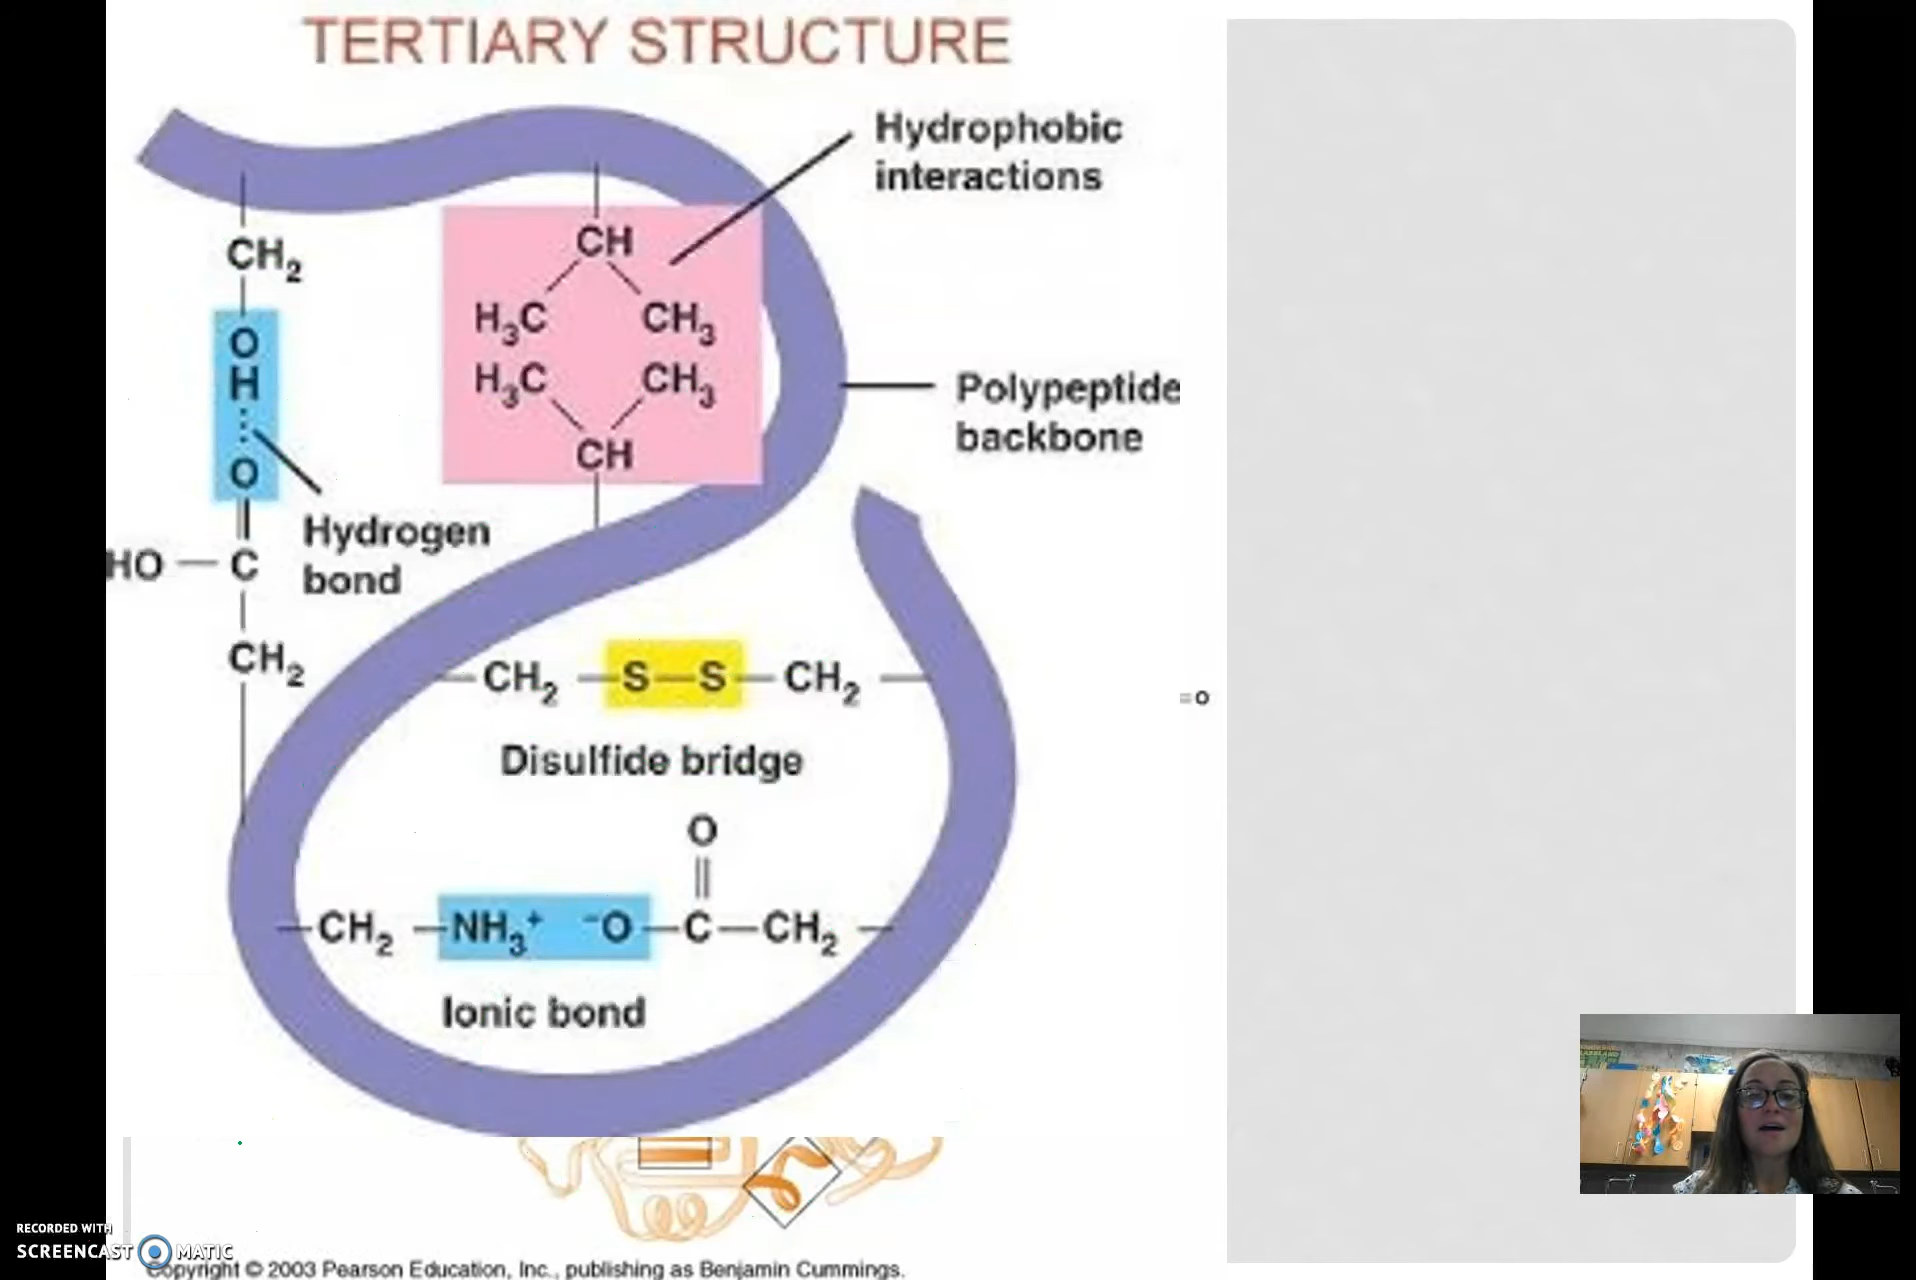 TERTIARY STRUCTURE
Hydrophobic
interactions
CH2
CH
H3C CH3
O
H
H3C CH3
Polypeptide
backbone
CH
O
Hydrogen
bond
HO C
CH2
CH2 S S CH2
O
Disulfide bridge
O
CH2 NH3+ -O C CH2
Ionic bond
RECORDED WITH
SCREENCAST MATIC
Copyright © 2003 Pearson Education, Inc., publishing as Benjamin Cummings.